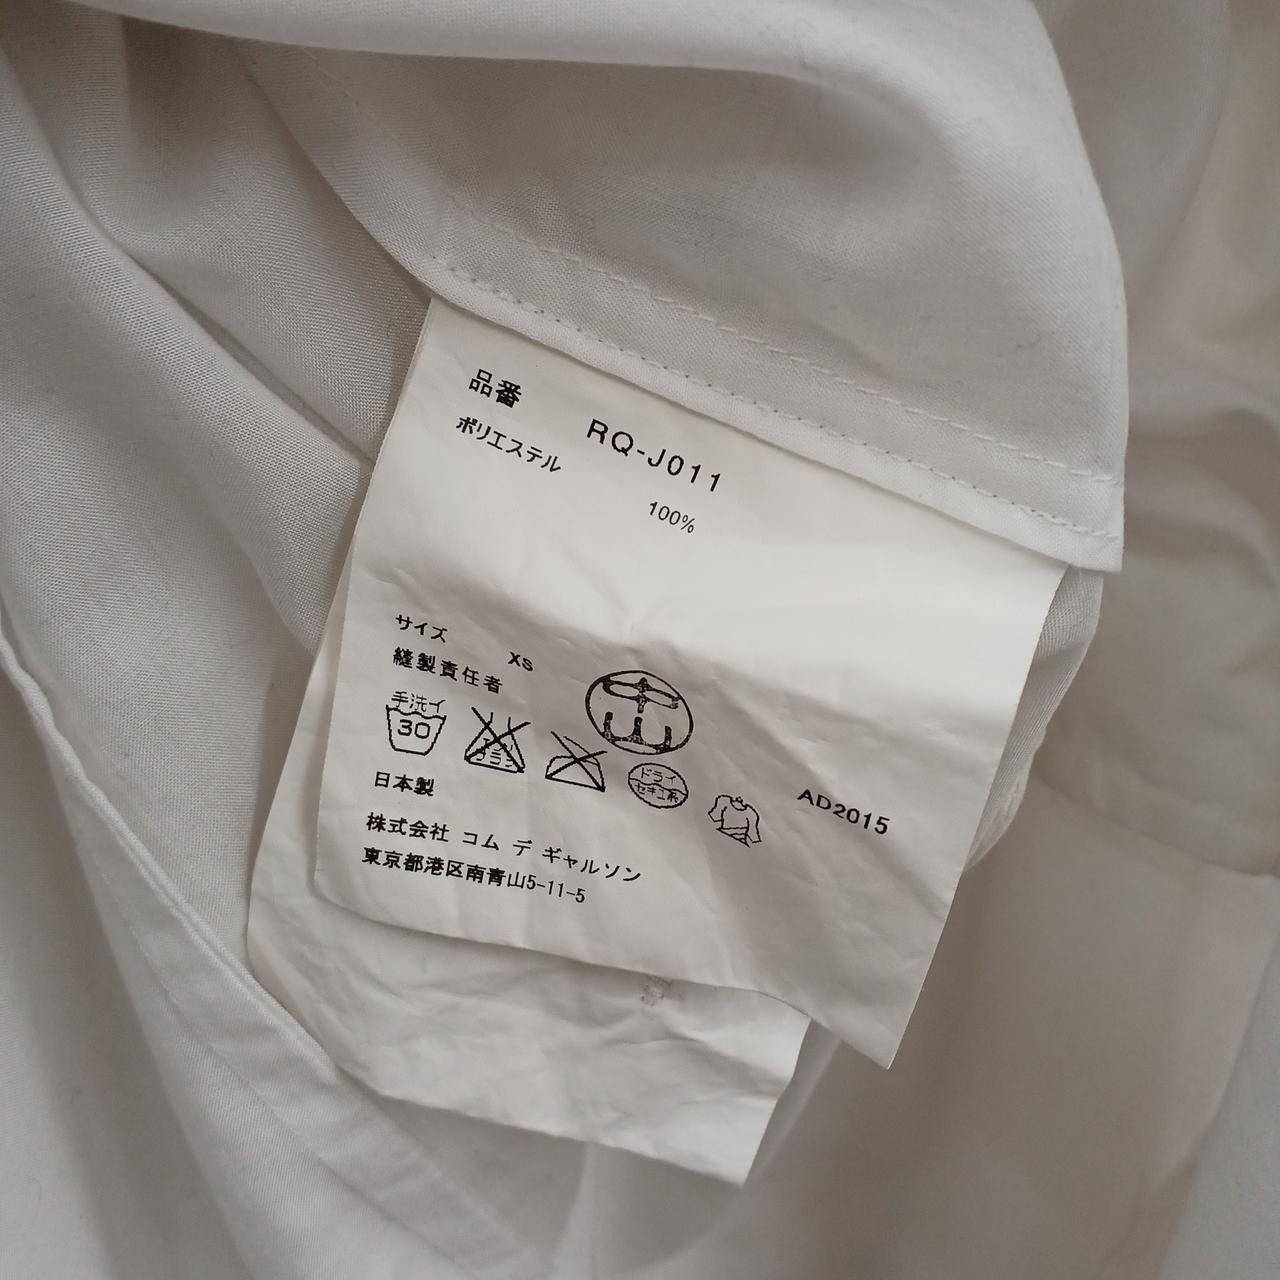 品番 RQ-J011
ポリエステル 100%
サイズ XS
縫製責任者
手洗イ
30
ドライ
セキユ系
AD2015
日本製
株式会社 コム デ ギャルソン
東京都港区南青山5-11-5